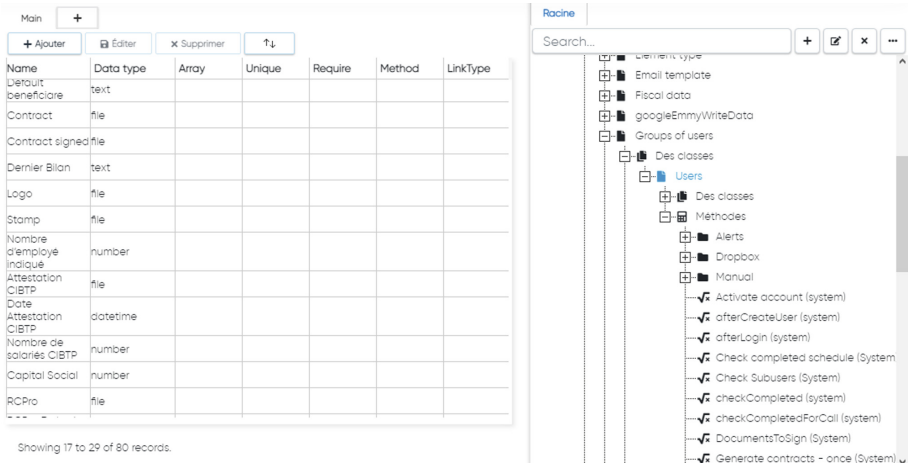 Main +
+ Ajouter Éditer × Supprimer ↑↓
Name Data type Array Unique Require Method LinkType
Default
beneficiare text
Contract file
Contract signed file
Dernier Bilan text
Logo file
Stamp file
Nombre
d'employé number
indiqué
Attestation
CIBTP file
Date
Attestation datetime
CIBTP
Nombre de
salariés CIBTP number
Capital Social number
RCPro file
Showing 17 to 29 of 80 records.
Racine
Search...
Element type
Email template
Fiscal data
googleEmmyWriteData
Groups of users
Des classes
Users
Des classes
Méthodes
Alerts
Dropbox
Manual
Activate account (system)
afterCreateUser (system)
afterLogin (system)
Check completed schedule (System
Check Subusers (System)
checkCompleted (system)
checkCompletedForCall (system)
DocumentsToSign (System)
Generate contracts - once (System)